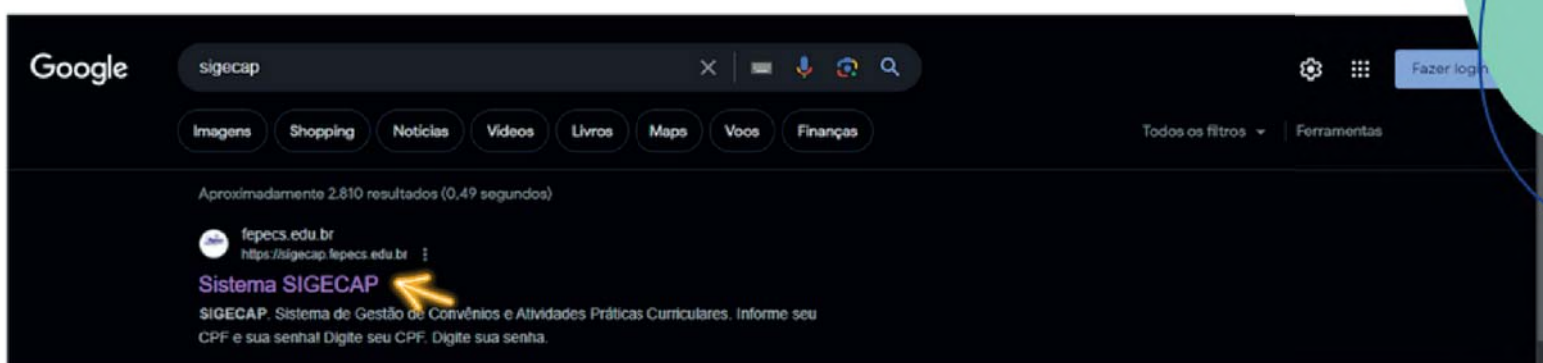 Google
sigecap
Fazer login
Imagens
Shopping
Notícias
Vídeos
Livros
Maps
Voos
Finanças
Todos os filtros
Ferramentas
Aproximadamente 2.810 resultados (0,49 segundos)
fepecs.edu.br
https://sigecap.fepecs.edu.br
Sistema SIGECAP
SIGECAP. Sistema de Gestão de Convênios e Atividades Práticas Curriculares. Informe seu
CPF e sua senha! Digite seu CPF. Digite sua senha.